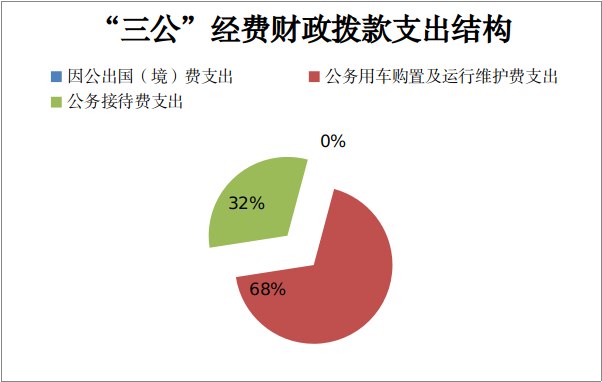 “三公”经费财政拨款支出结构
因公出国（境）费支出 公务用车购置及运行维护费支出
公务接待费支出
0%
32%
68%